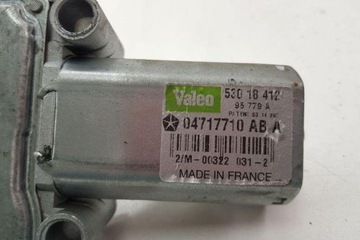 Valeo 530 18 412
95 779 A
04717710 AB A
2/M-00322 031-2
MADE IN FRANCE